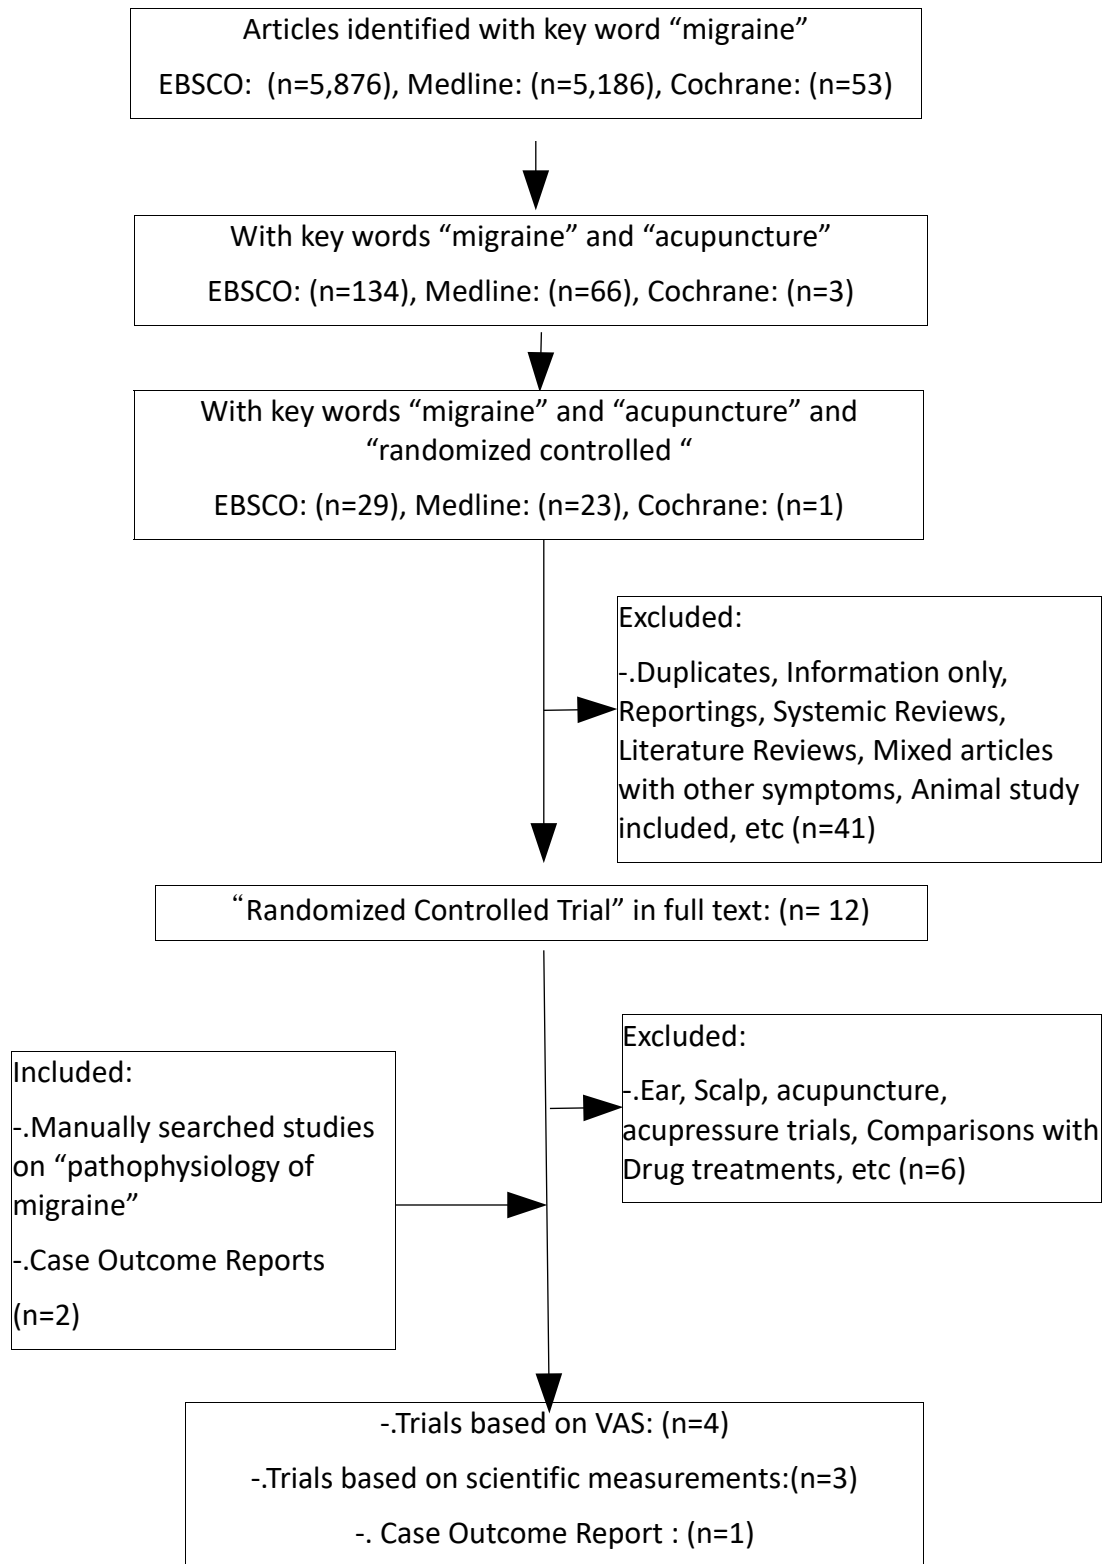 Articles identified with key word “migraine”
EBSCO:  (n=5,876), Medline: (n=5,186), Cochrane: (n=53)
With key words “migraine” and “acupuncture”
EBSCO: (n=134), Medline: (n=66), Cochrane: (n=3)
With key words “migraine” and “acupuncture” and
“randomized controlled “
EBSCO: (n=29), Medline: (n=23), Cochrane: (n=1)
Excluded:
-.Duplicates, Information only,
Reportings, Systemic Reviews,
Literature Reviews, Mixed articles
with other symptoms, Animal study
included, etc (n=41)
“Randomized Controlled Trial” in full text: (n= 12)
Excluded:
-.Ear, Scalp, acupuncture,
acupressure trials, Comparisons with
Drug treatments, etc (n=6)
Included:
-.Manually searched studies
on “pathophysiology of
migraine”
-.Case Outcome Reports
(n=2)
-.Trials based on VAS: (n=4)
-.Trials based on scientific measurements:(n=3)
-. Case Outcome Report : (n=1)